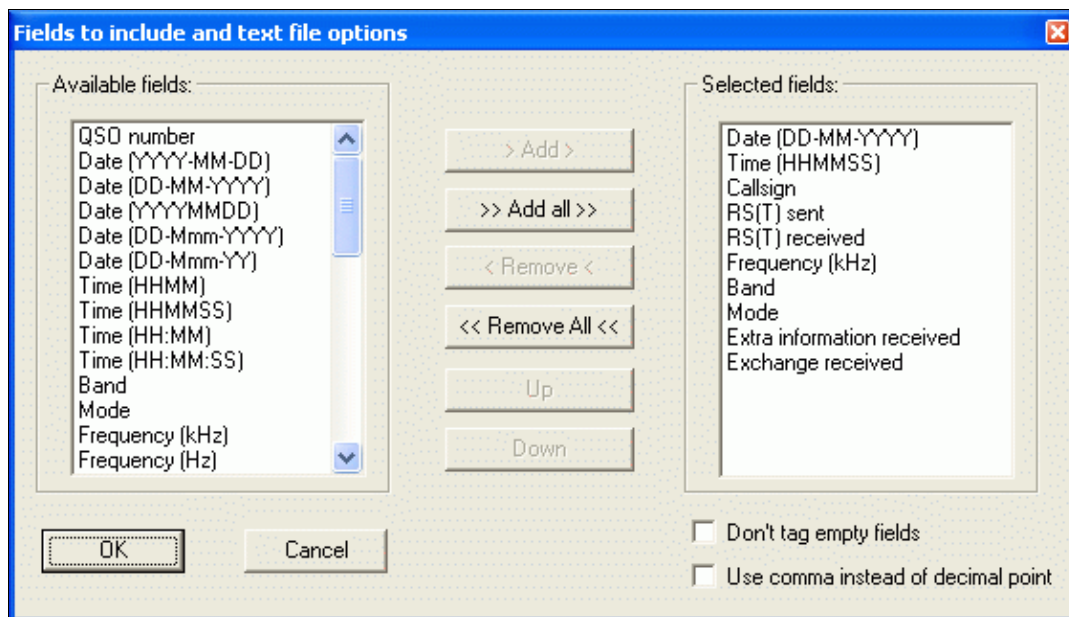 Fields to include and text file options
Available fields:
QSO number
Date (YYYY-MM-DD)
Date (DD-MM-YYYY)
Date (YYYYMMDD)
Date (DD-Mmm-YYYY)
Date (DD-Mmm-YY)
Time (HHMM)
Time (HHMMSS)
Time (HH:MM)
Time (HH:MM:SS)
Band
Mode
Frequency (kHz)
Frequency (Hz)
> Add >
>> Add all >>
< Remove <
<< Remove All <<
Up
Down
Selected fields:
Date (DD-MM-YYYY)
Time (HHMMSS)
Callsign
RS(T) sent
RS(T) received
Frequency (kHz)
Band
Mode
Extra information received
Exchange received
OK
Cancel
Don't tag empty fields
Use comma instead of decimal point